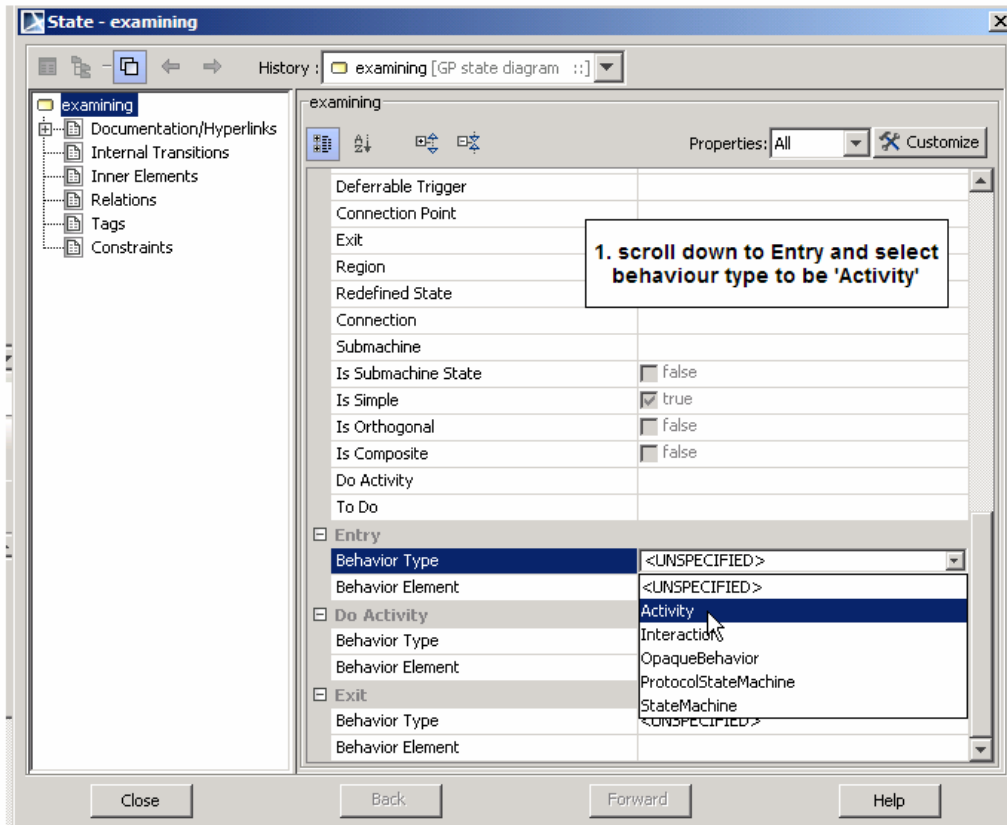 State - examining
History : examining [GP state diagram ::]
examining
Documentation/Hyperlinks
Internal Transitions
Inner Elements
Relations
Tags
Constraints
examining
Properties: All Customize
Deferrable Trigger
Connection Point
Exit
Region
Redefined State
Connection
Submachine
Is Submachine State false
Is Simple true
Is Orthogonal false
Is Composite false
Do Activity
To Do
1. scroll down to Entry and select
behaviour type to be 'Activity'
Entry
Behavior Type <UNSPECIFIED>
Behavior Element
<UNSPECIFIED>
Activity
Interaction
OpaqueBehavior
ProtocolStateMachine
StateMachine
Do Activity
Behavior Type
Behavior Element
Exit
Behavior Type <UNSPECIFIED>
Behavior Element
Close Back Forward Help